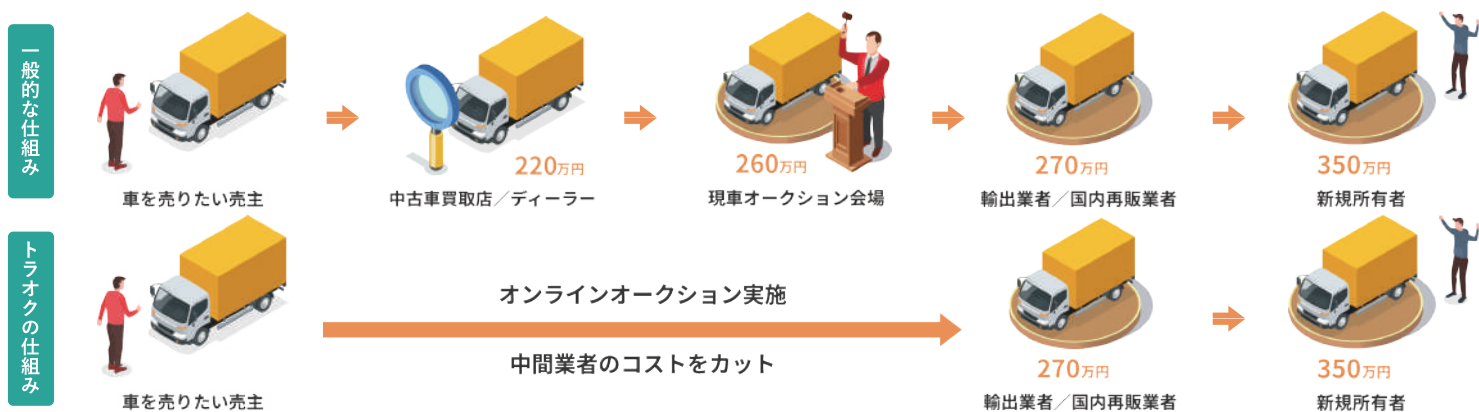 一般的な仕組み
220万円
260万円
270万円
350万円
車を売りたい売主
中古車買取店／ディーラー
現車オークション会場
輸出業者／国内再販業者
新規所有者
トラオクの仕組み
オンラインオークション実施
中間業者のコストをカット
270万円
350万円
車を売りたい売主
輸出業者／国内再販業者
新規所有者